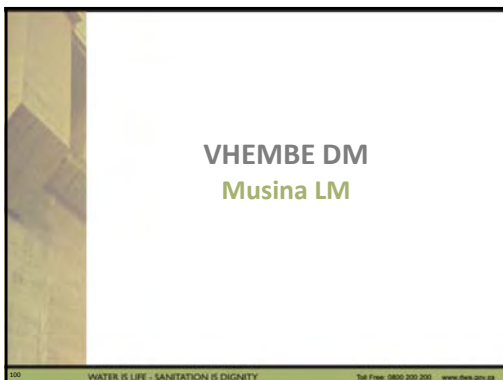 VHEMBE DM
Musina LM
100 WATER IS LIFE - SANITATION IS DIGNITY Toll Free: 0800 200 200 www.dwa.gov.za